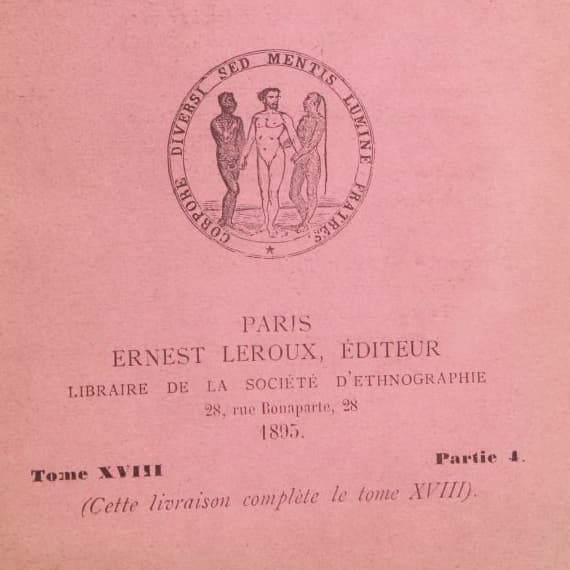 CORPORE DIVERSI SED MENTIS LUMINE FRATRES
PARIS
ERNEST LEROUX, ÉDITEUR
LIBRAIRE DE LA SOCIÉTÉ D'ETHNOGRAPHIE
28, rue Bonaparte, 28
1895.
Tome XVIII Partie 4.
(Cette livraison complète le tome XVIII).